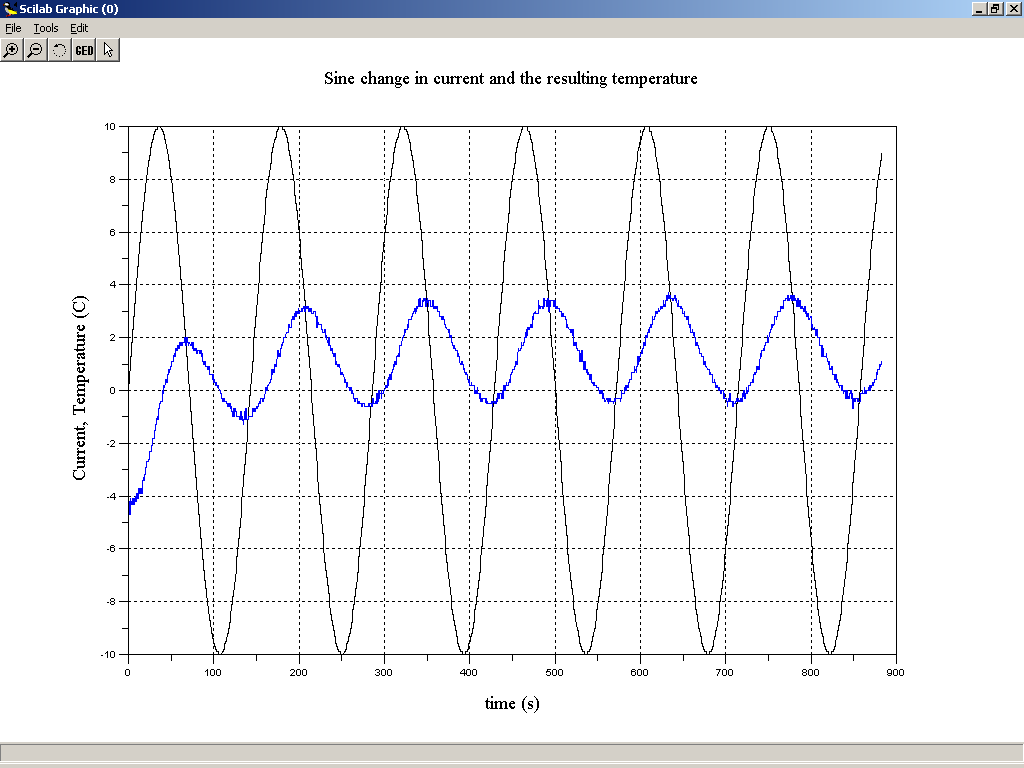 Scilab Graphic (0)
File Tools Edit
GED
Sine change in current and the resulting temperature
Current, Temperature (C)
10
8
6
4
2
0
-2
-4
-6
-8
-10
0 100 200 300 400 500 600 700 800 900
time (s)